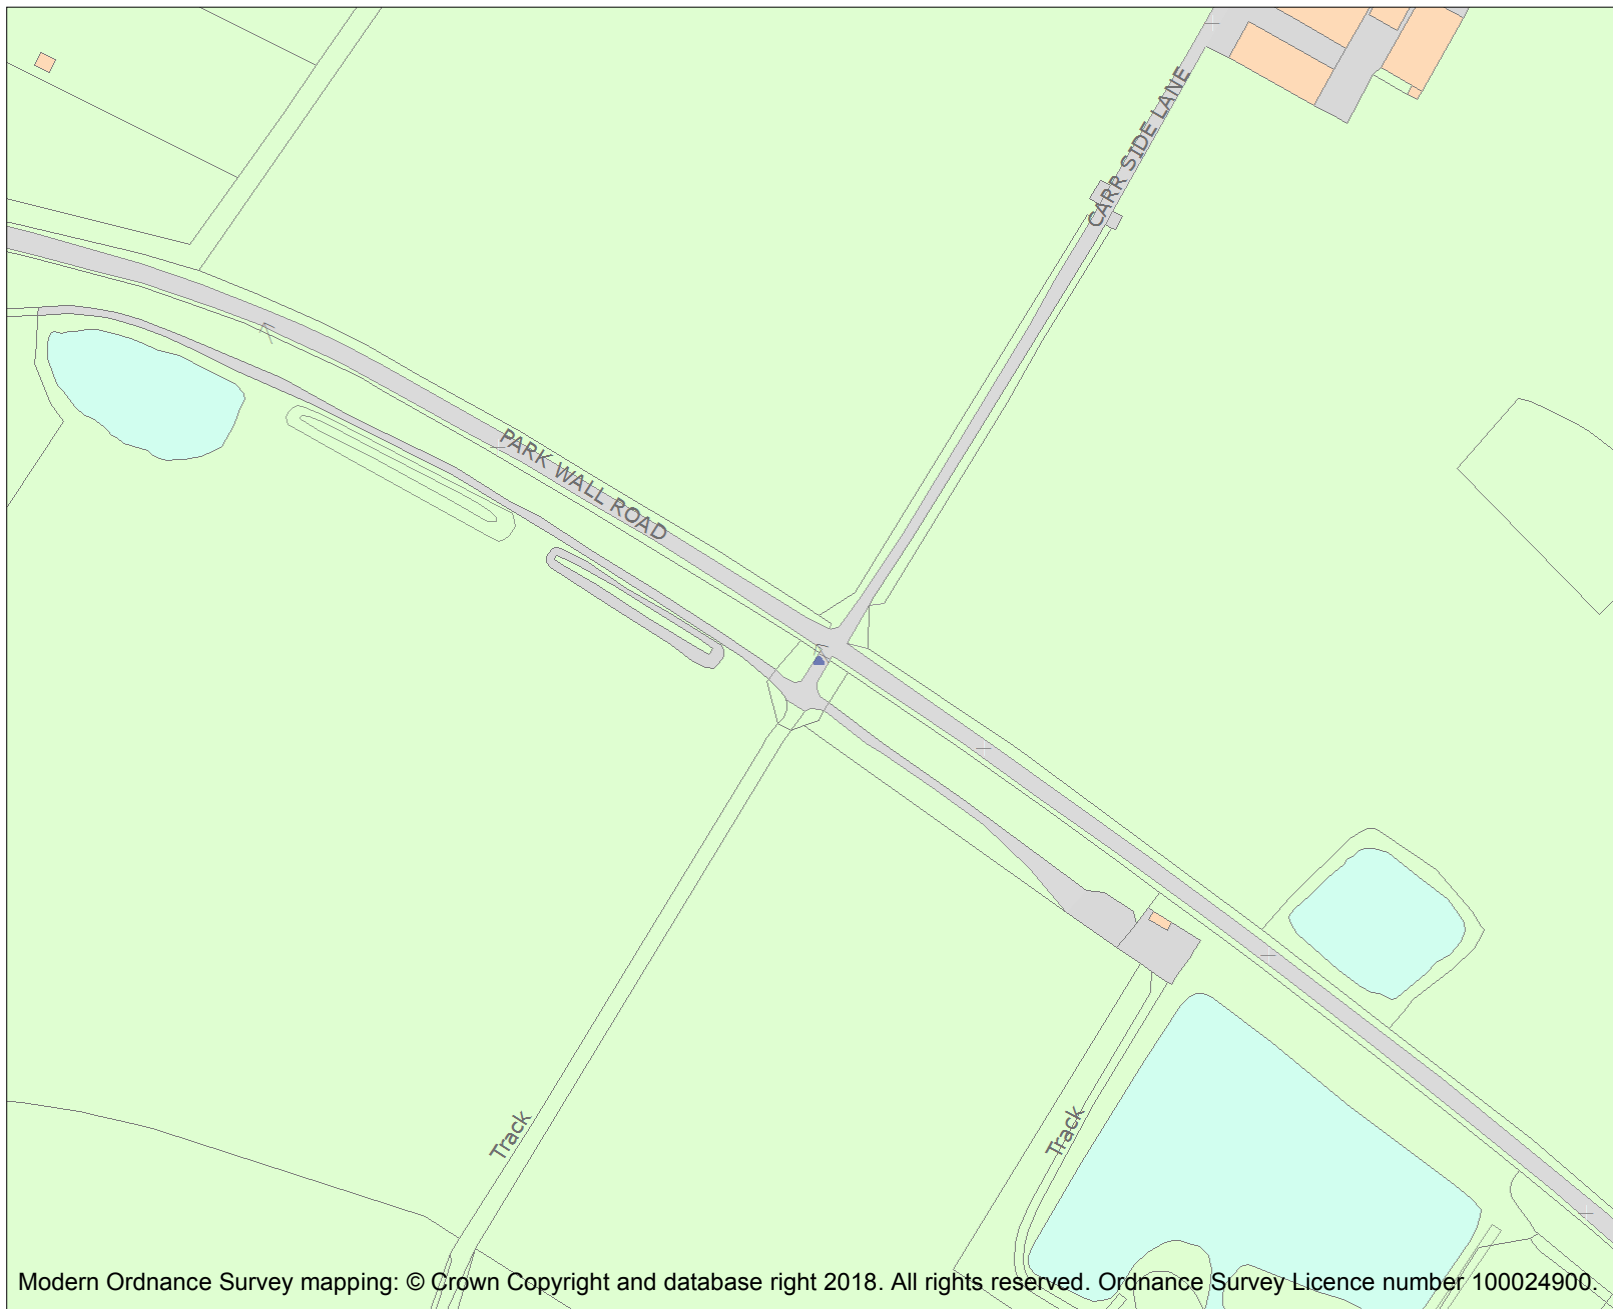 CARR SIDE LANE
PARK WALL ROAD
Track
Track
Modern Ordnance Survey mapping: © Crown Copyright and database right 2018. All rights reserved. Ordnance Survey Licence number 100024900.